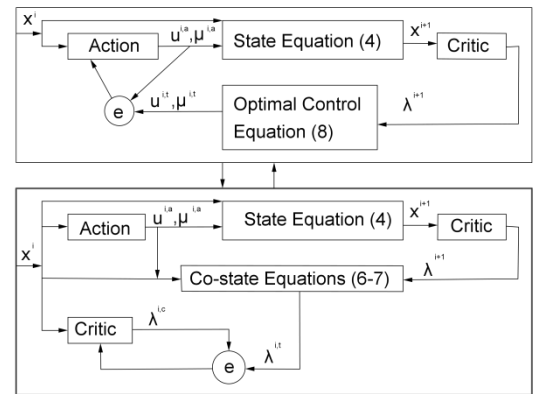 x^i
Action
u^{i,a},μ^{i,a}
State Equation (4)
x^{i+1}
Critic
e
u^{i,t},μ^{i,t}
Optimal Control
Equation (8)
λ^{i+1}
x^i
Action
u^{i,a},μ^{i,a}
State Equation (4)
x^{i+1}
Critic
Co-state Equations (6-7)
λ^{i+1}
Critic
λ^{i,c}
e
λ^{i,t}